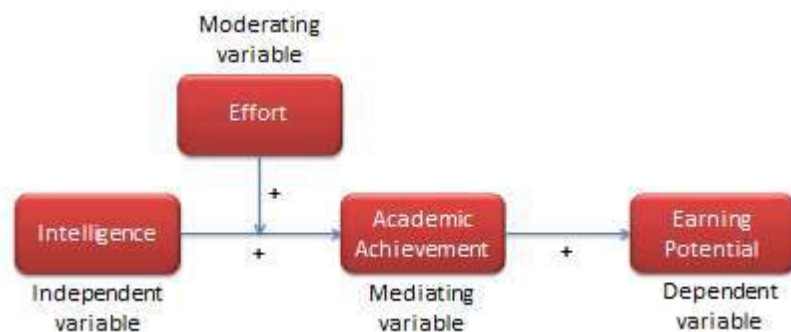 Moderating
variable
Effort
+
Intelligence
+
Academic
Achievement
+
Earning
Potential
Independent
variable
Mediating
variable
Dependent
variable